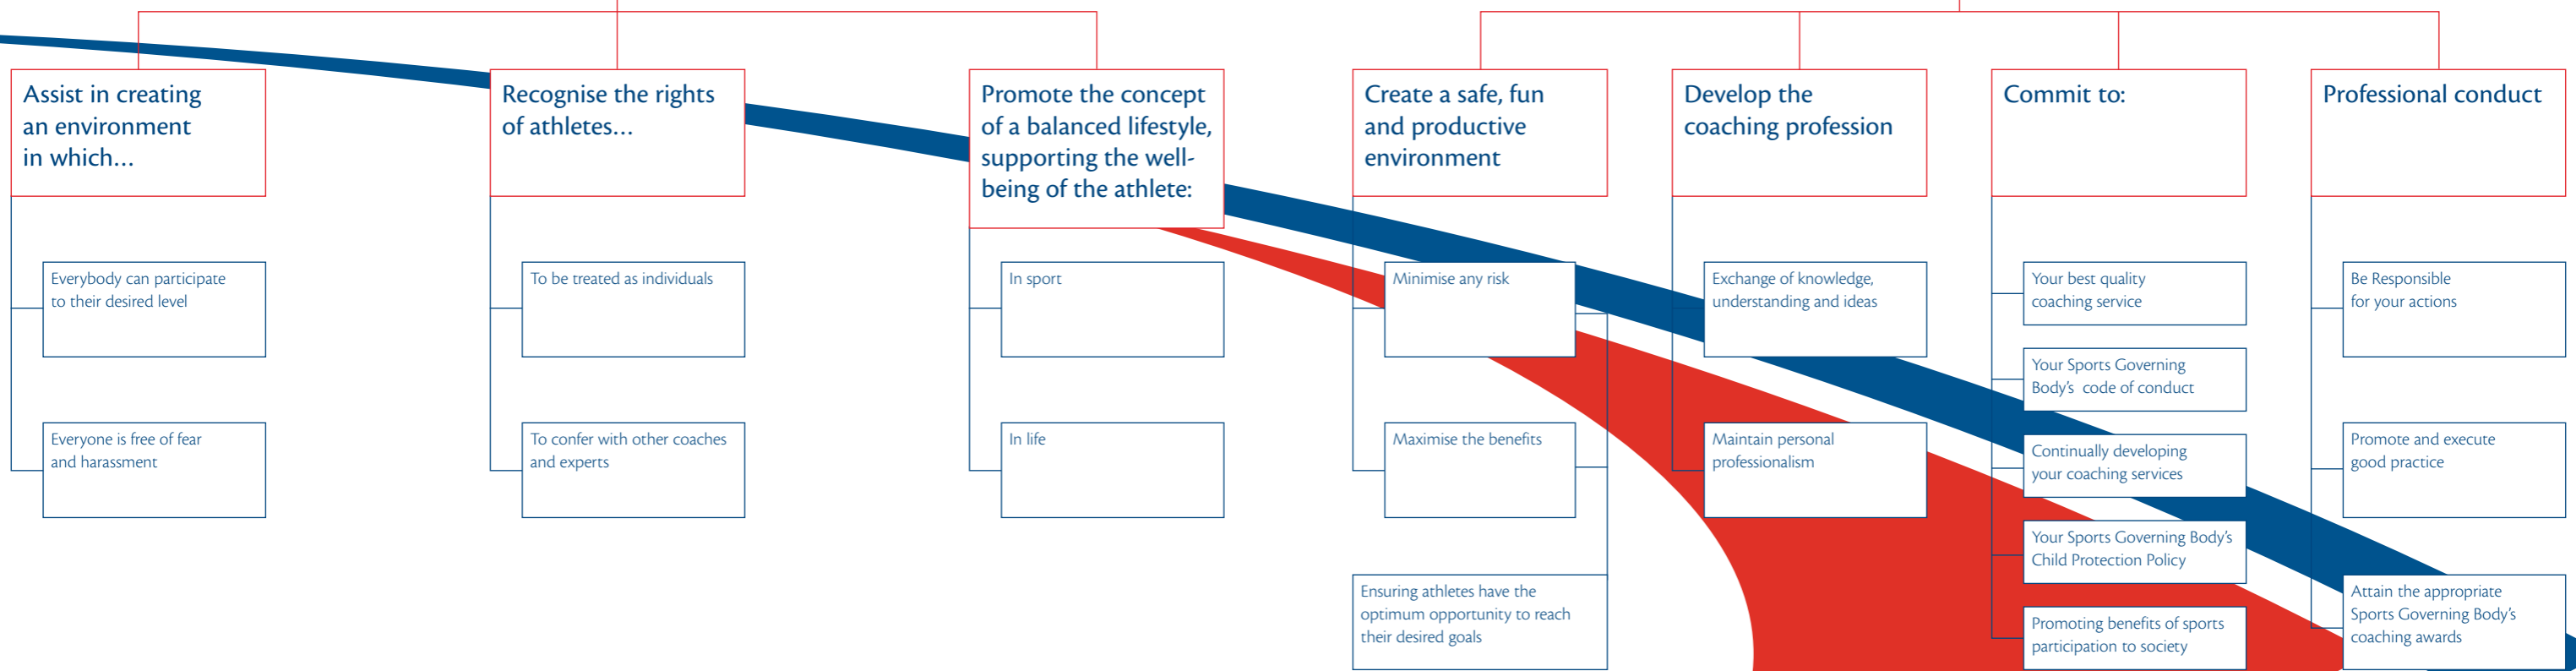 Assist in creating
an environment
in which...
Everybody can participate
to their desired level
Everyone is free of fear
and harassment
Recognise the rights
of athletes...
To be treated as individuals
To confer with other coaches
and experts
Promote the concept
of a balanced lifestyle,
supporting the well-
being of the athlete:
In sport
In life
Create a safe, fun
and productive
environment
Minimise any risk
Maximise the benefits
Ensuring athletes have the
optimum opportunity to reach
their desired goals
Develop the
coaching profession
Exchange of knowledge,
understanding and ideas
Maintain personal
professionalism
Commit to:
Your best quality
coaching service
Your Sports Governing
Body's  code of conduct
Continually developing
your coaching services
Your Sports Governing Body's
Child Protection Policy
Promoting benefits of sports
participation to society
Professional conduct
Be Responsible
for your actions
Promote and execute
good practice
Attain the appropriate
Sports Governing Body's
coaching awards